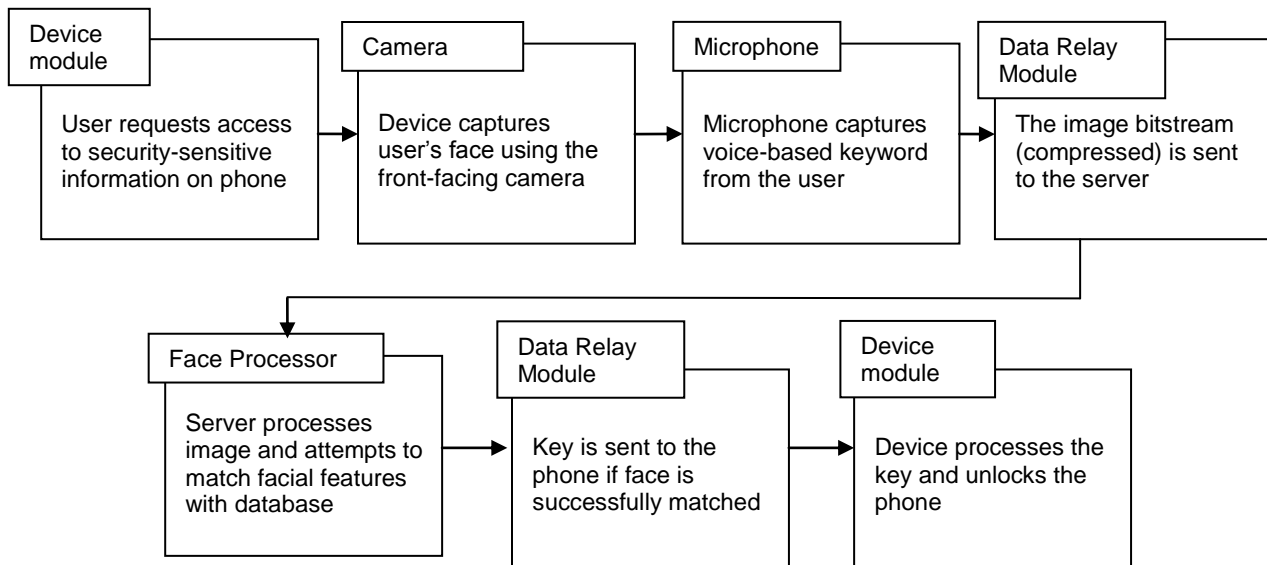 Device
module
User requests access
to security-sensitive
information on phone
Camera
Device captures
user's face using the
front-facing camera
Microphone
Microphone captures
voice-based keyword
from the user
Data Relay
Module
The image bitstream
(compressed) is sent
to the server
Face Processor
Server processes
image and attempts to
match facial features
with database
Data Relay
Module
Key is sent to the
phone if face is
successfully matched
Device
module
Device processes the
key and unlocks the
phone